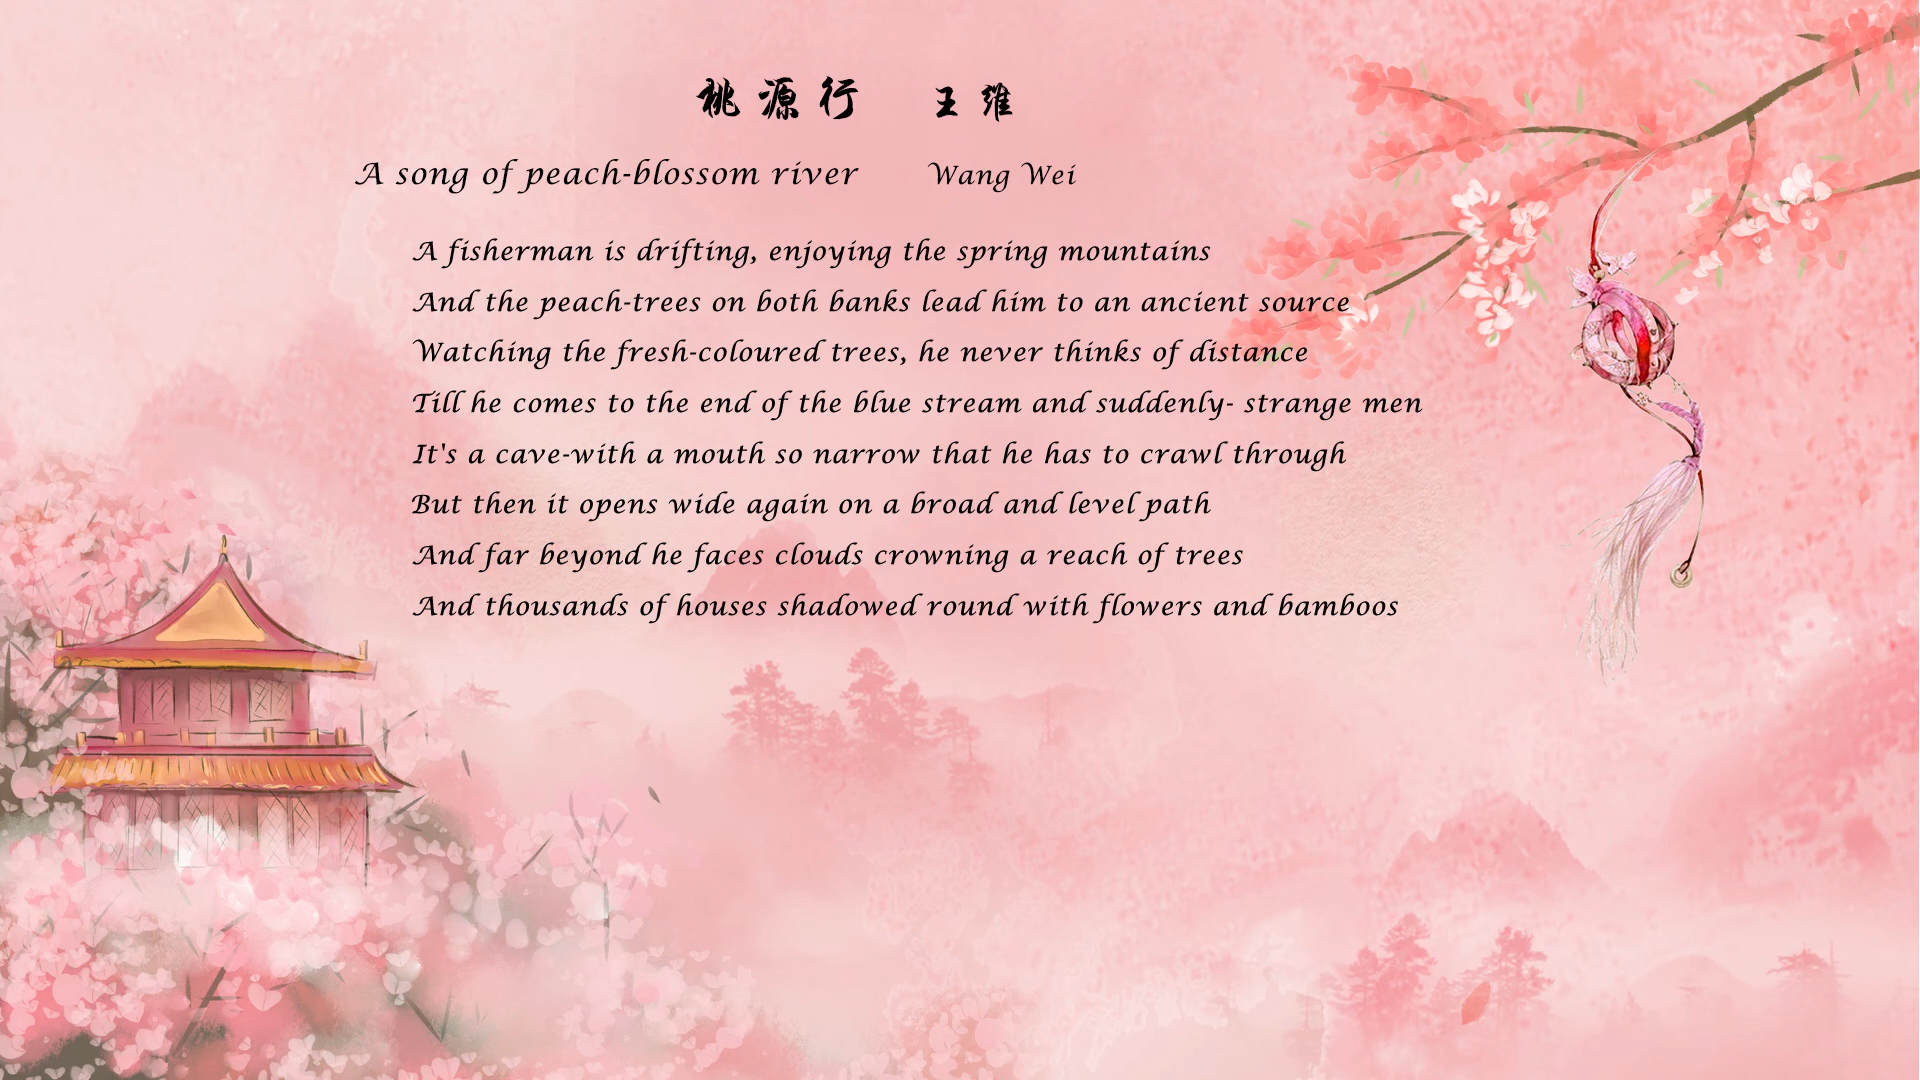 桃源行 王维
A song of peach-blossom river Wang Wei
A fisherman is drifting, enjoying the spring mountains
And the peach-trees on both banks lead him to an ancient source
Watching the fresh-coloured trees, he never thinks of distance
Till he comes to the end of the blue stream and suddenly- strange men
It's a cave-with a mouth so narrow that he has to crawl through
But then it opens wide again on a broad and level path
And far beyond he faces clouds crowning a reach of trees
And thousands of houses shadowed round with flowers and bamboos